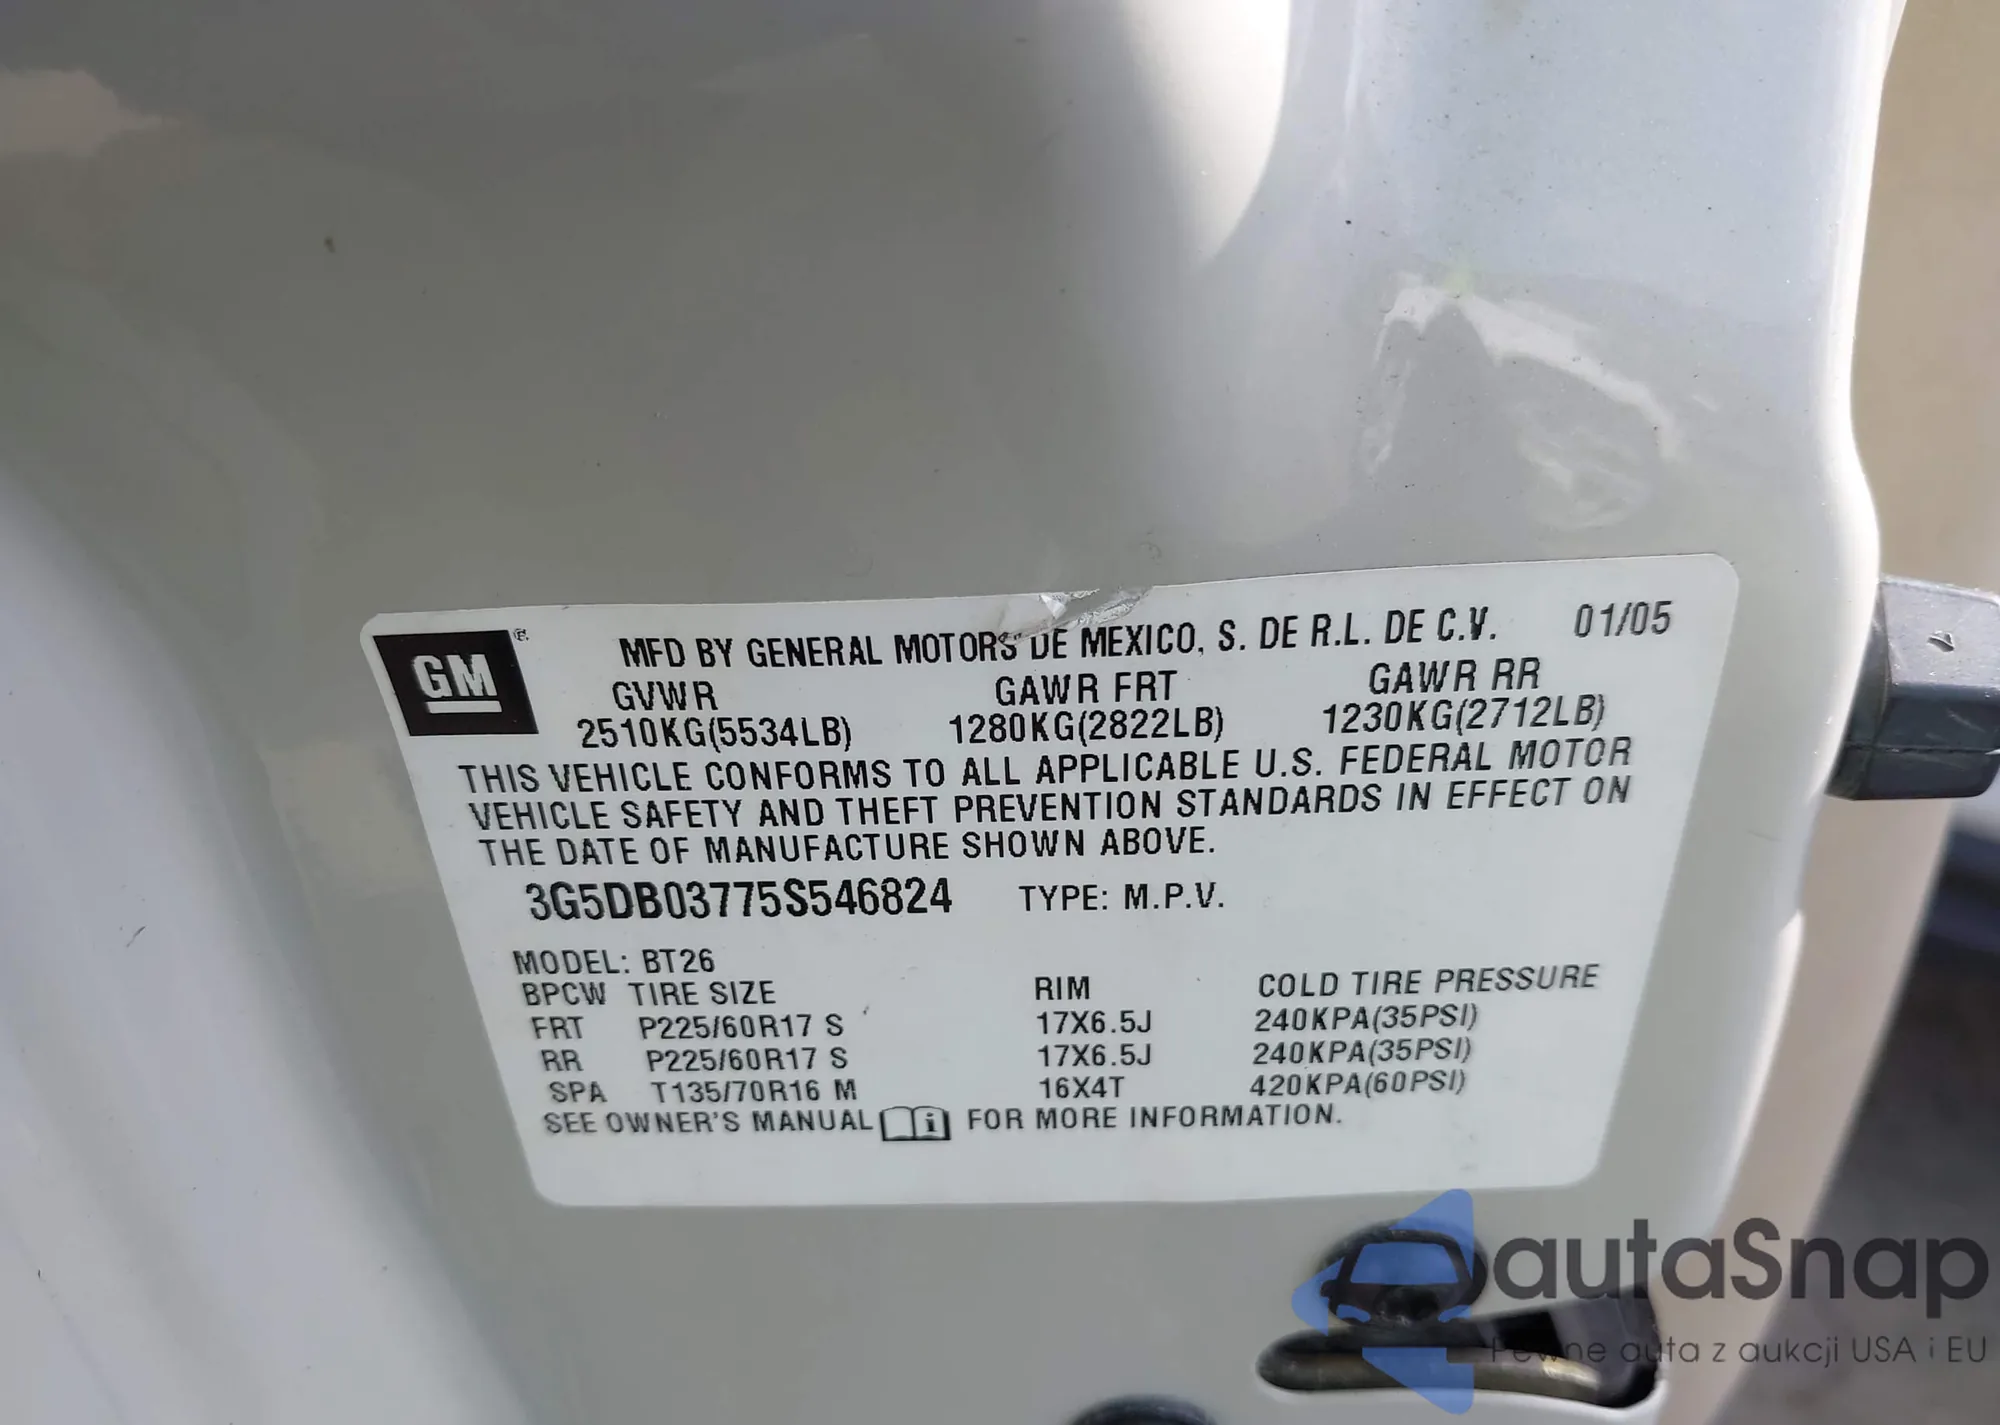 GM
MFD BY GENERAL MOTORS DE MEXICO, S. DE R.L. DE C.V. 01/05
GVWR GAWR FRT GAWR RR
2510KG(5534LB) 1280KG(2822LB) 1230KG(2712LB)
THIS VEHICLE CONFORMS TO ALL APPLICABLE U.S. FEDERAL MOTOR
VEHICLE SAFETY AND THEFT PREVENTION STANDARDS IN EFFECT ON
THE DATE OF MANUFACTURE SHOWN ABOVE.
3G5DB03775S546824 TYPE: M.P.V.
MODEL: BT26
BPCW TIRE SIZE RIM COLD TIRE PRESSURE
FRT P225/60R17 S 17X6.5J 240KPA(35PSI)
RR P225/60R17 S 17X6.5J 240KPA(35PSI)
SPA T135/70R16 M 16X4T 420KPA(60PSI)
SEE OWNER'S MANUAL i FOR MORE INFORMATION.
autaSnap
Pewne auta z aukcji USA i EU